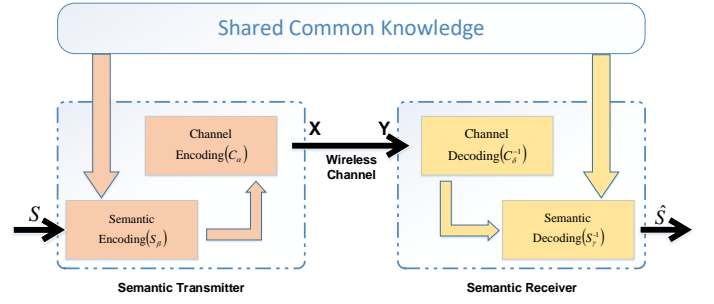 Shared Common Knowledge
Channel
Encoding(C_α)
X
Y
Wireless
Channel
Channel
Decoding(C_δ^-1)
S
Semantic
Encoding(S_β)
Semantic
Decoding(S_γ^-1)
Ŝ
Semantic Transmitter
Semantic Receiver